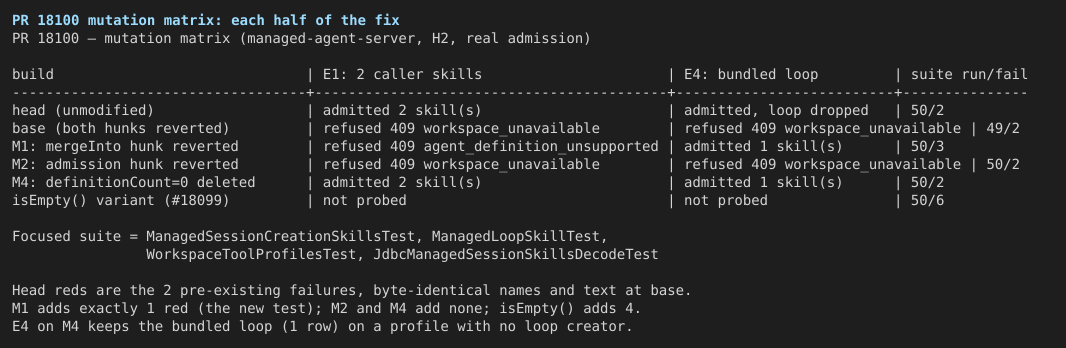 PR 18100 mutation matrix: each half of the fix
PR 18100 — mutation matrix (managed-agent-server, H2, real admission)
build | E1: 2 caller skills | E4: bundled loop | suite run/fail
-----------------------------------+------------------------------------------+--------------------------+---------------
head (unmodified) | admitted 2 skill(s) | admitted, loop dropped | 50/2
base (both hunks reverted) | refused 409 workspace_unavailable | refused 409 workspace_unavailable | 49/2
M1: mergeInto hunk reverted | refused 409 agent_definition_unsupported | admitted 1 skill(s) | 50/3
M2: admission hunk reverted | refused 409 workspace_unavailable | refused 409 workspace_unavailable | 50/2
M4: definitionCount=0 deleted | admitted 2 skill(s) | admitted 1 skill(s) | 50/2
isEmpty() variant (#18099) | not probed | not probed | 50/6
Focused suite = ManagedSessionCreationSkillsTest, ManagedLoopSkillTest,
WorkspaceToolProfilesTest, JdbcManagedSessionSkillsDecodeTest
Head reds are the 2 pre-existing failures, byte-identical names and text at base.
M1 adds exactly 1 red (the new test); M2 and M4 add none; isEmpty() adds 4.
E4 on M4 keeps the bundled loop (1 row) on a profile with no loop creator.